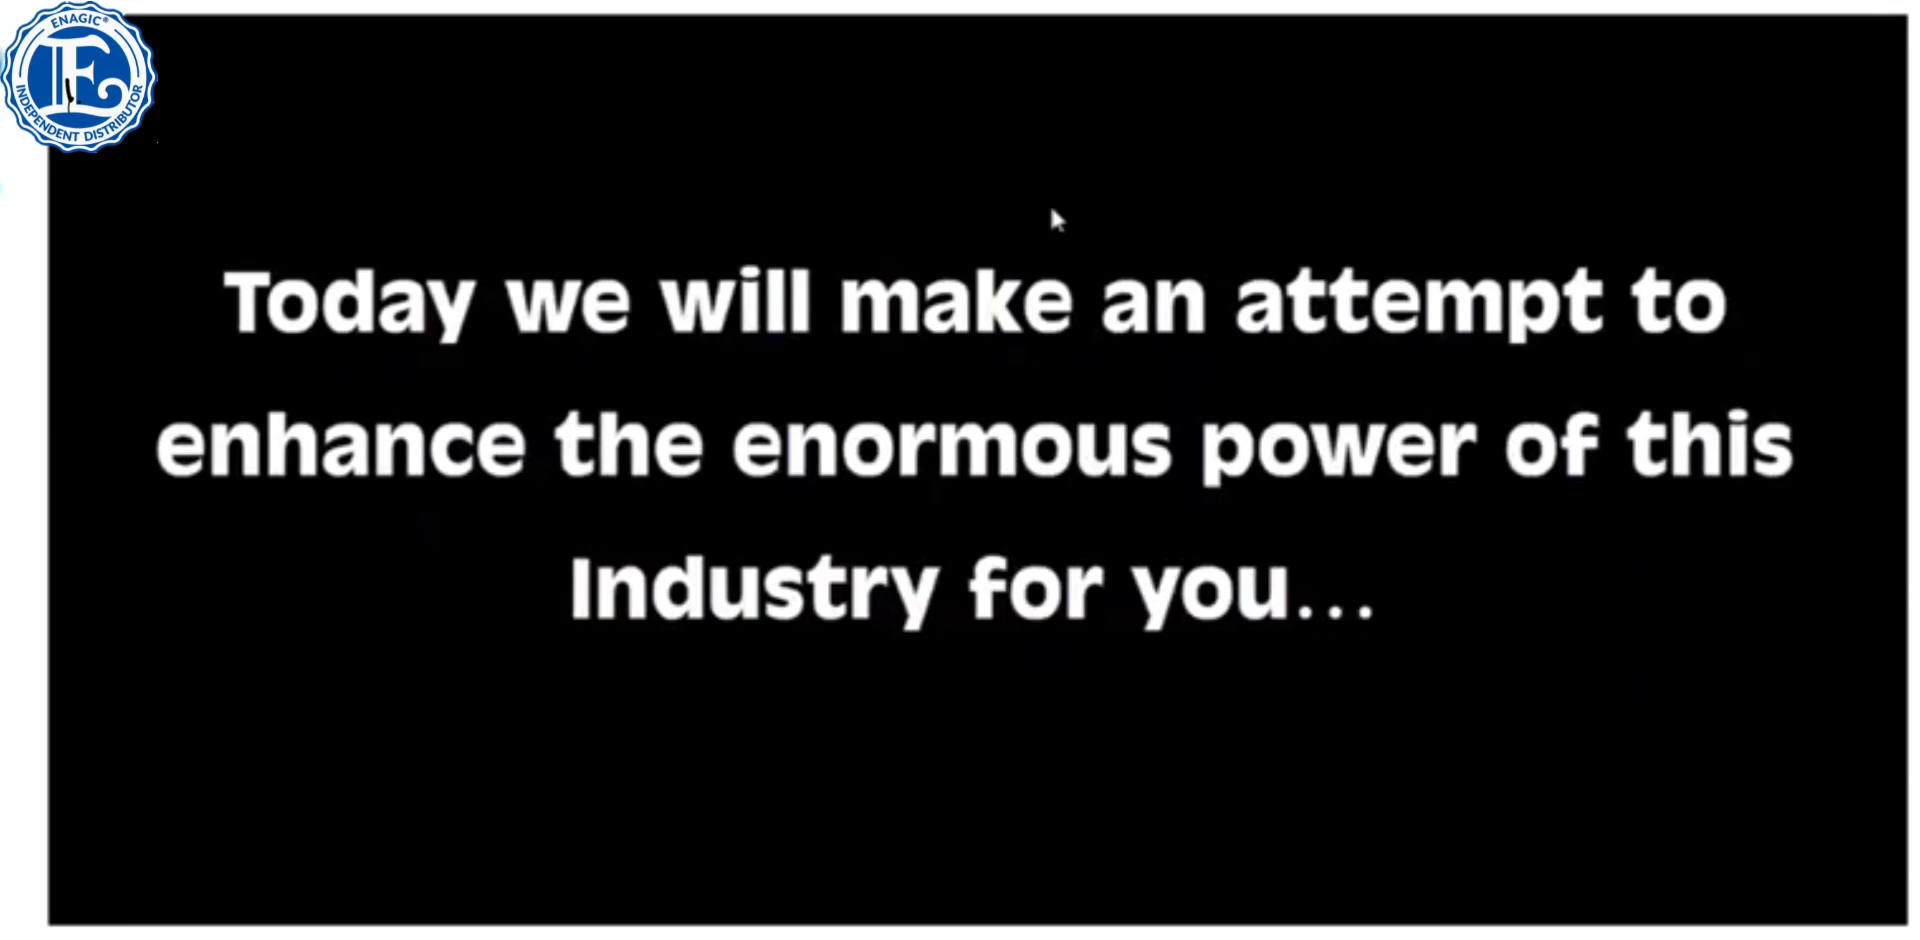 ENAGIC®
E
INDEPENDENT DISTRIBUTOR
Today we will make an attempt to
enhance the enormous power of this
Industry for you...